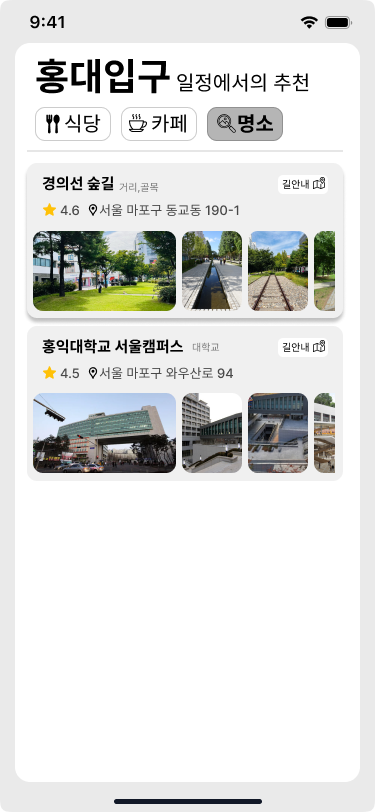 9:41
홍대입구 일정에서의 추천
식당 카페 명소
경의선 숲길 거리,골목 길안내
4.6 서울 마포구 동교동 190-1
홍익대학교 서울캠퍼스 대학교 길안내
4.5 서울 마포구 와우산로 94